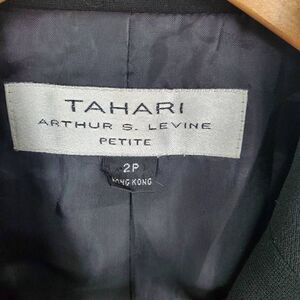 TAHARI
ARTHUR S. LEVINE
PETITE
2P
HONG KONG